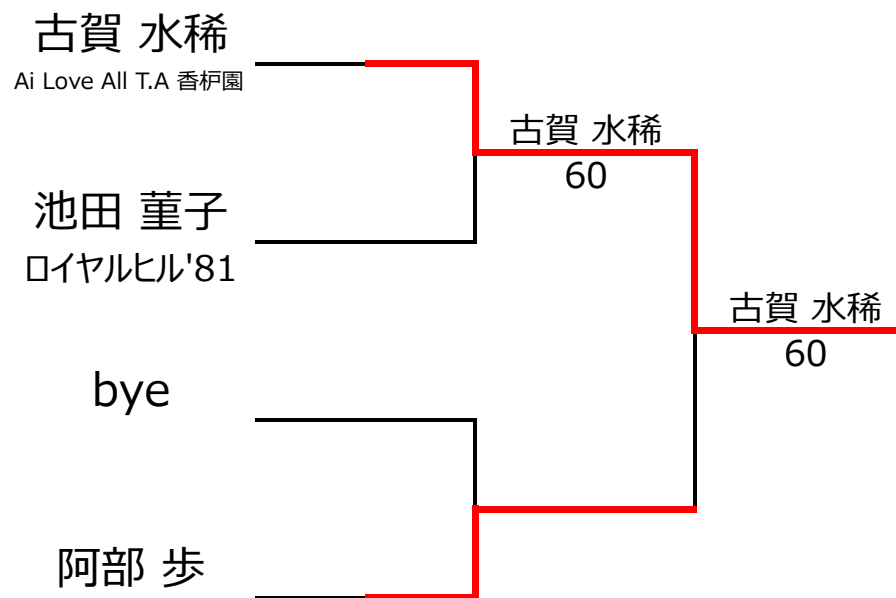 古賀 水稀
Ai Love All T.A 香枦園
古賀 水稀
60
池田 菫子
ロイヤルヒル'81
古賀 水稀
60
bye
阿部 歩